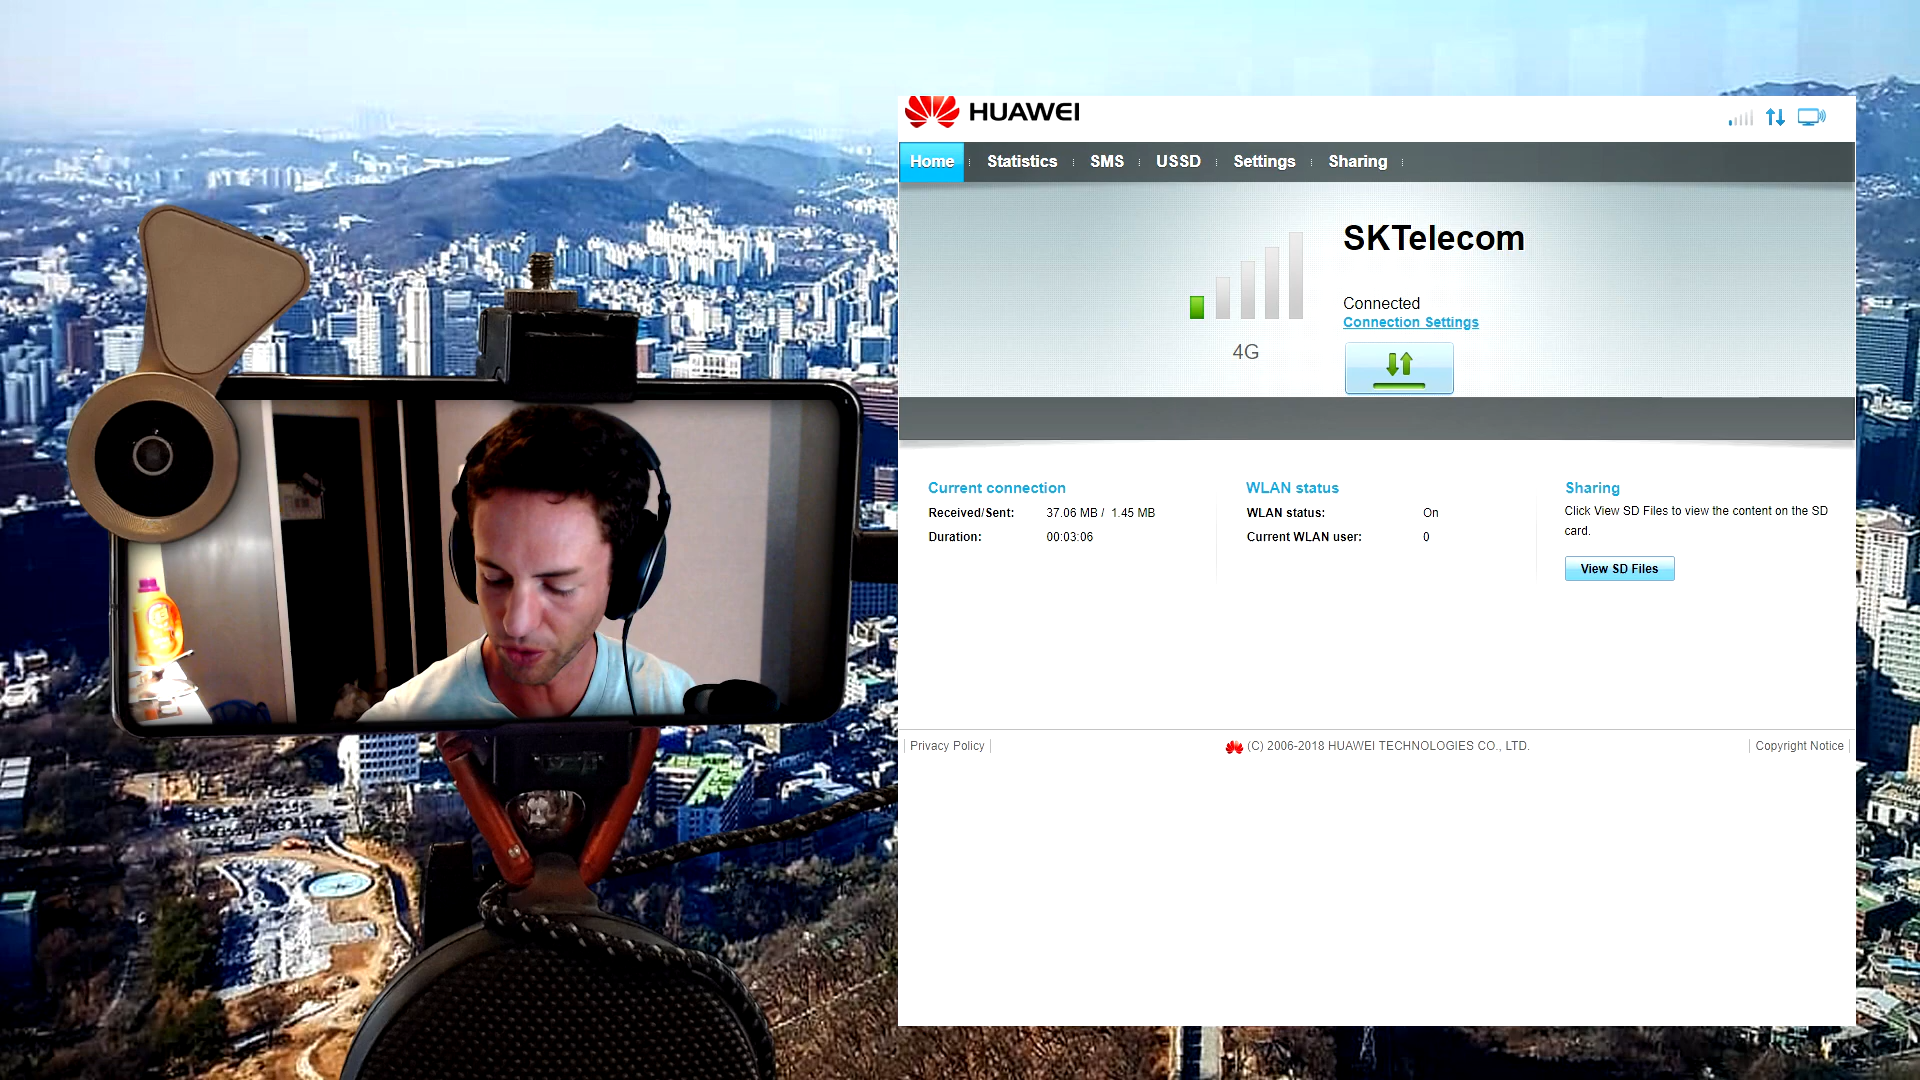 HUAWEI
Home
Statistics
SMS
USSD
Settings
Sharing
SKTelecom
Connected
Connection Settings
4G
Current connection
Received/Sent: 37.06 MB / 1.45 MB
Duration: 00:03:06
WLAN status
WLAN status: On
Current WLAN user: 0
Sharing
Click View SD Files to view the content on the SD
card.
View SD Files
Privacy Policy
(C) 2006-2018 HUAWEI TECHNOLOGIES CO., LTD.
Copyright Notice